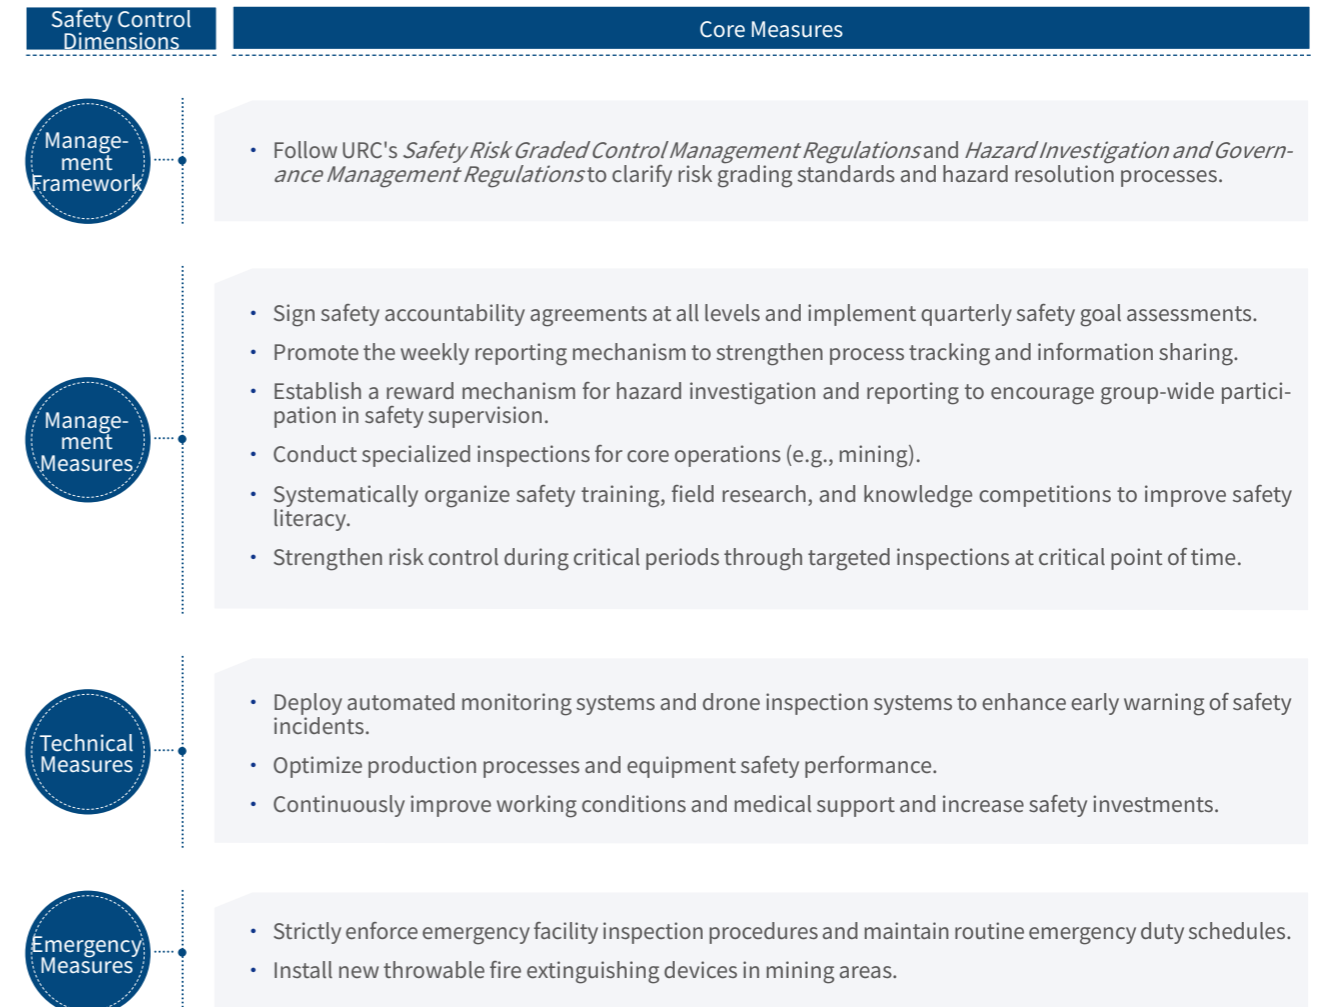 Safety Control
Dimensions
Core Measures
Manage-
ment
Framework
• Follow URC's Safety Risk Graded Control Management Regulations and Hazard Investigation and Govern-
ance Management Regulations to clarify risk grading standards and hazard resolution processes.
Manage-
ment
Measures
• Sign safety accountability agreements at all levels and implement quarterly safety goal assessments.
• Promote the weekly reporting mechanism to strengthen process tracking and information sharing.
• Establish a reward mechanism for hazard investigation and reporting to encourage group-wide partici-
pation in safety supervision.
• Conduct specialized inspections for core operations (e.g., mining).
• Systematically organize safety training, field research, and knowledge competitions to improve safety
literacy.
• Strengthen risk control during critical periods through targeted inspections at critical point of time.
Technical
Measures
• Deploy automated monitoring systems and drone inspection systems to enhance early warning of safety
incidents.
• Optimize production processes and equipment safety performance.
• Continuously improve working conditions and medical support and increase safety investments.
Emergency
Measures
• Strictly enforce emergency facility inspection procedures and maintain routine emergency duty schedules.
• Install new throwable fire extinguishing devices in mining areas.